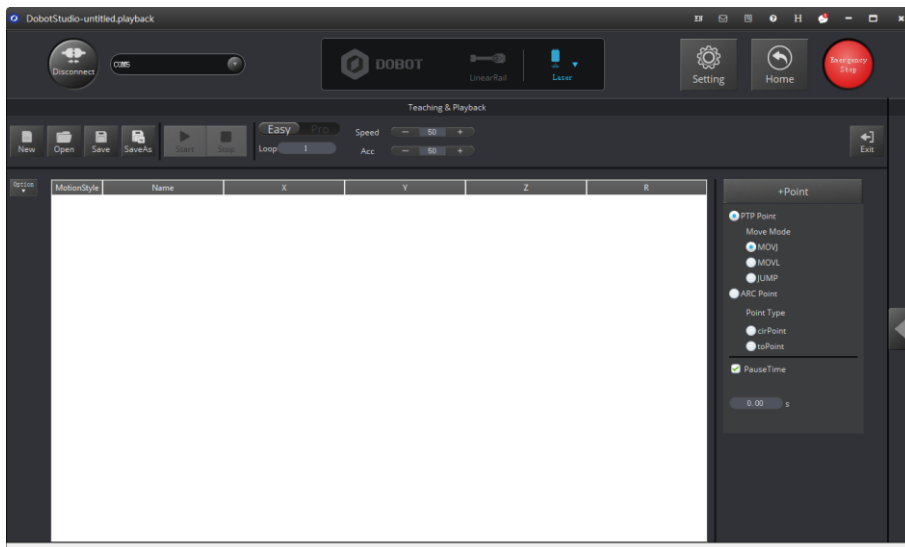 DobotStudio-untitled.playback
H
Disconnect
COM5
DOBOT
LinearRail
Laser
Setting
Home
Emergency Stop
Teaching & Playback
New
Open
Save
SaveAs
Start
Stop
Easy Pro
Loop 1
Speed — 50 +
Acc — 50 +
Exit
Option
MotionStyle Name X Y Z R
+Point
PTP Point
Move Mode
MOVJ
MOVL
JUMP
ARC Point
Point Type
cirPoint
toPoint
PauseTime
0.00 s